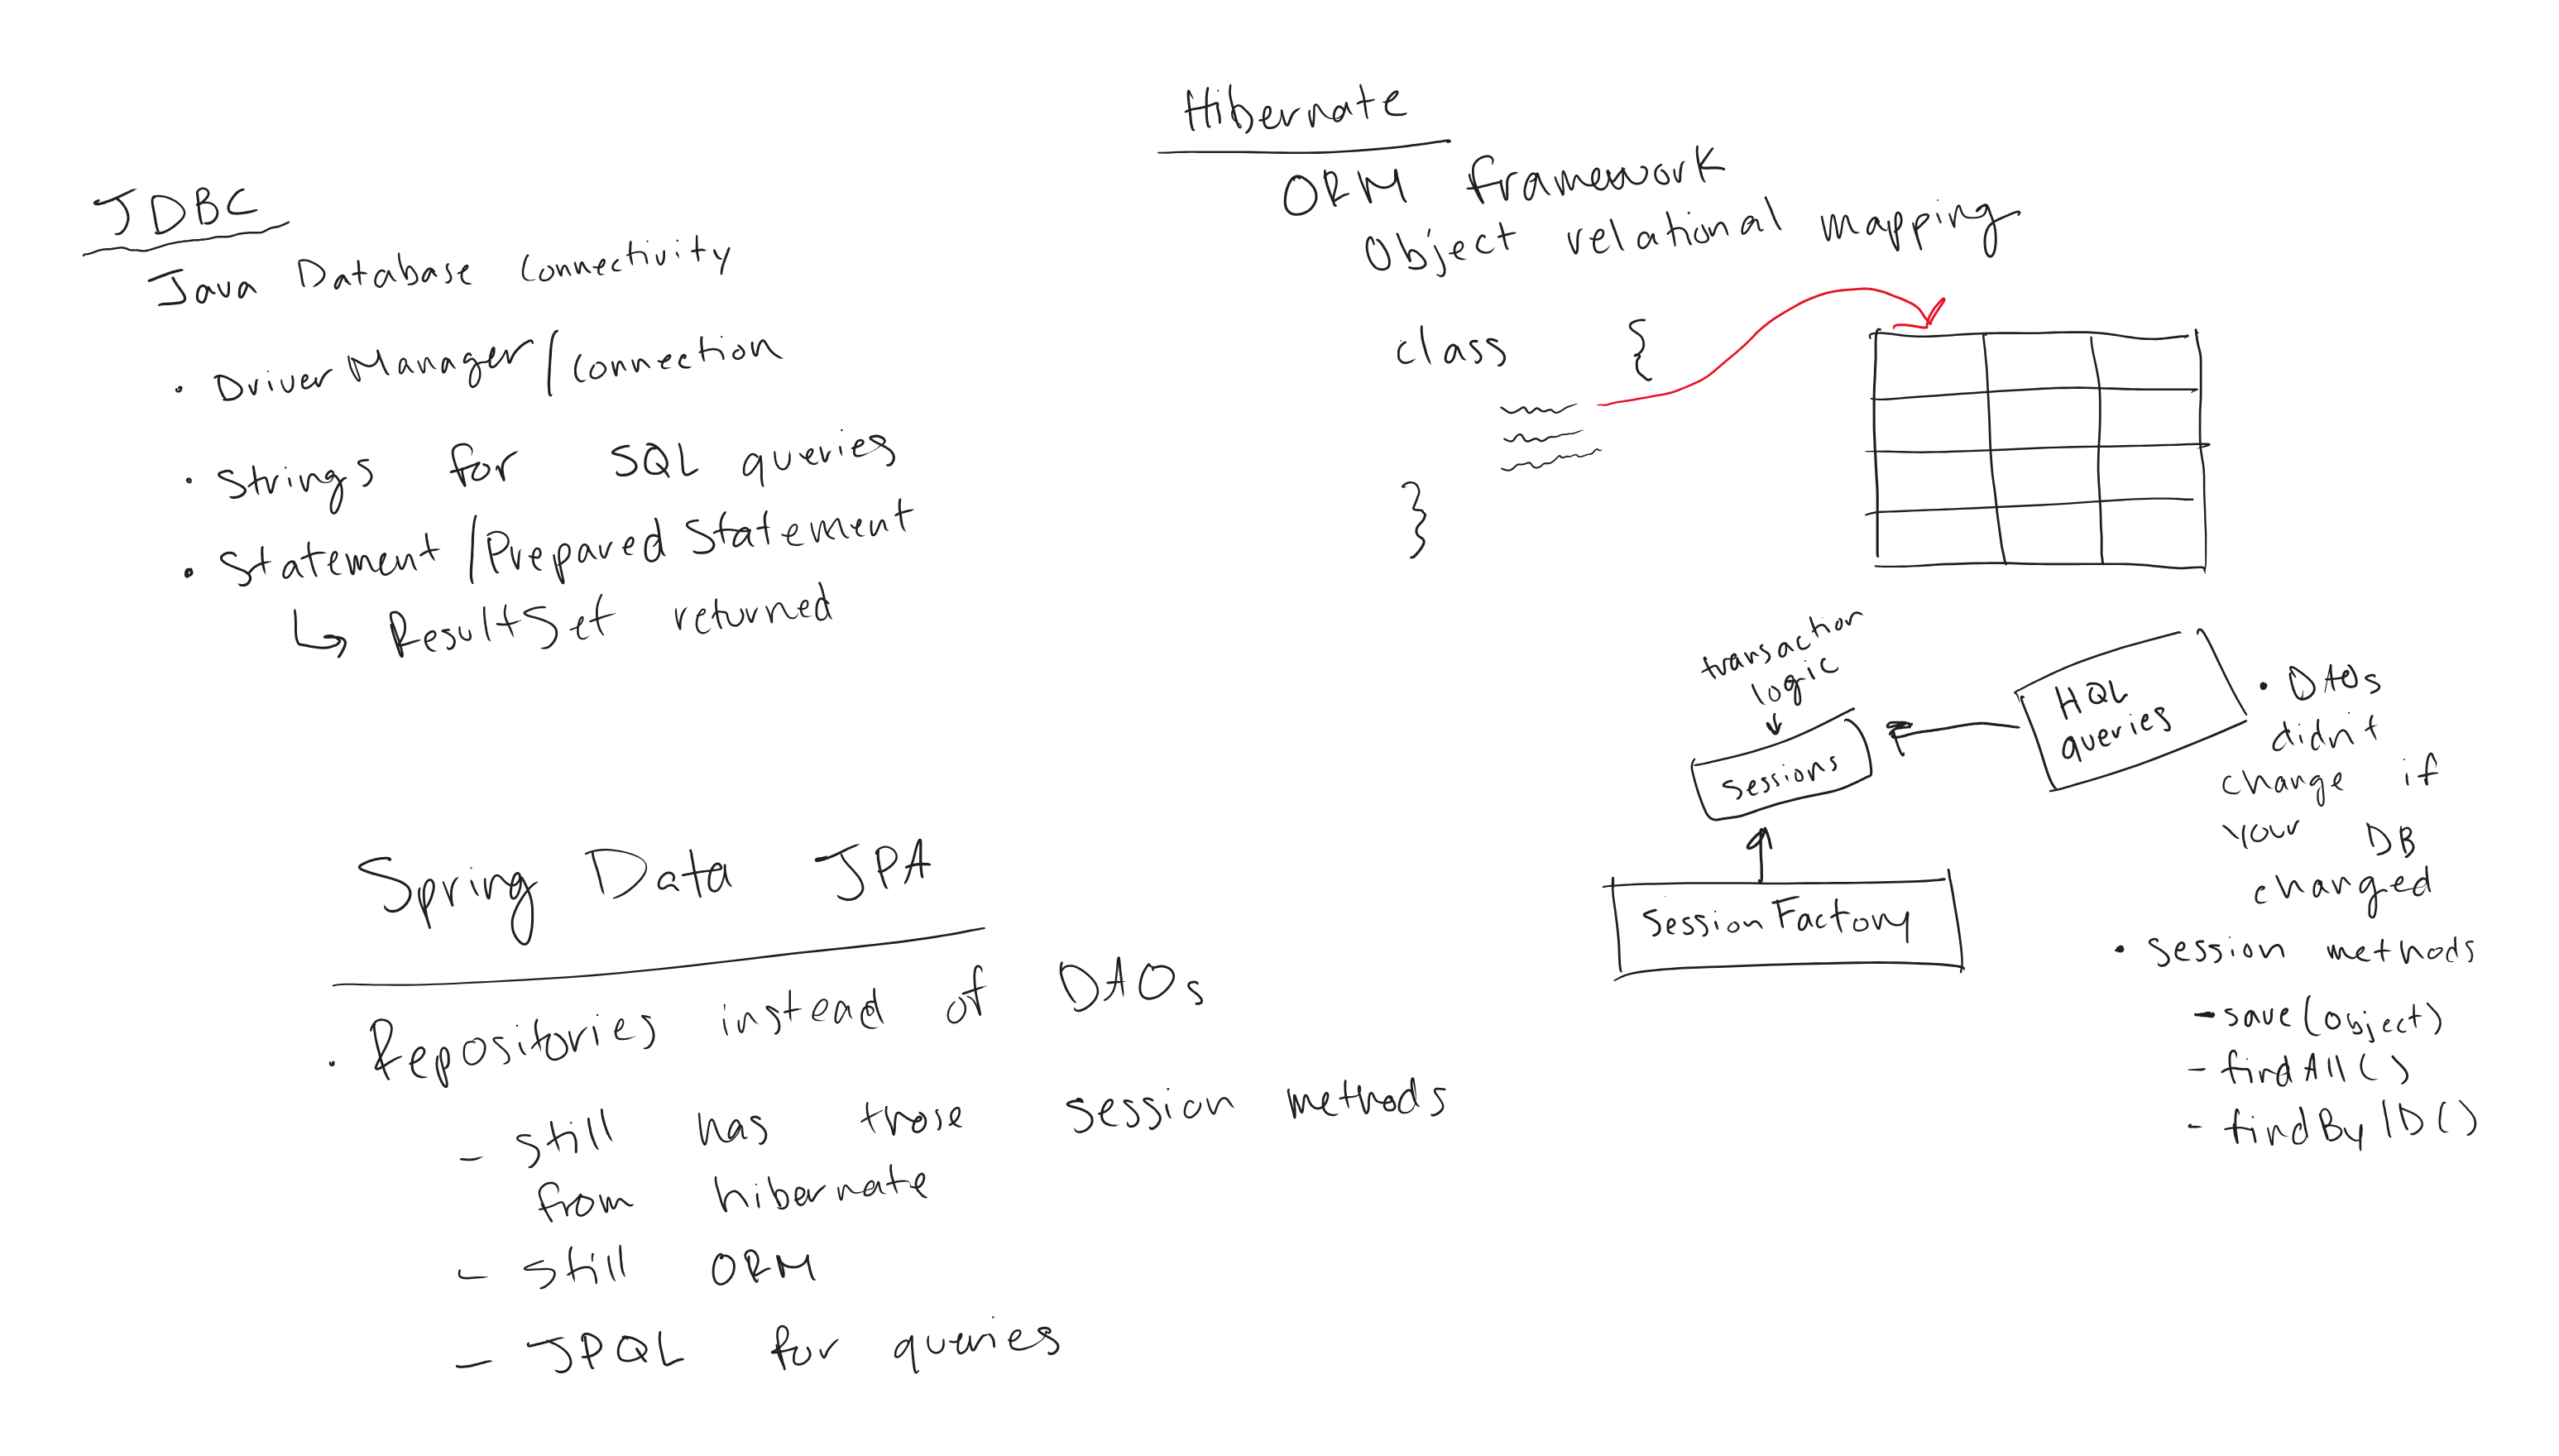 JDBC
Java Database Connectivity
• DriverManager/Connection
• Strings for SQL queries
• Statement/PreparedStatement
↳ ResultSet returned
Hibernate
ORM framework
Object relational mapping
class {
}
transaction
logic
Sessions
SessionFactory
HQL
queries
• DAOs
didnt
change if
your DB
changed
• session methods
- save(object)
- findAll()
- findByID()
Spring Data JPA
• Repositories instead of DAOs
- still has those session methods
from hibernate
- still ORM
- JPQL for queries